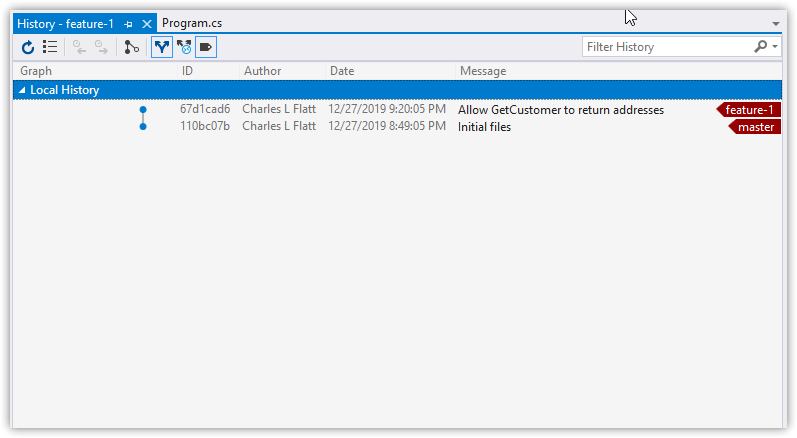 History - feature-1 Program.cs
Filter History
Graph ID Author Date Message
Local History
67d1cad6 Charles L Flatt 12/27/2019 9:20:05 PM Allow GetCustomer to return addresses feature-1
110bc07b Charles L Flatt 12/27/2019 8:49:05 PM Initial files master